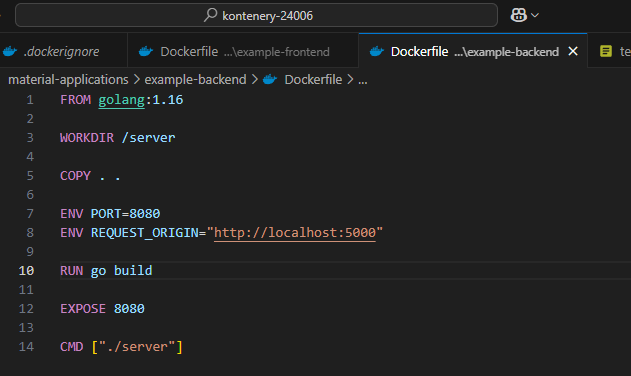 kontenery-24006
.dockerignore
Dockerfile ...\example-frontend
Dockerfile ...\example-backend
te
material-applications > example-backend > Dockerfile > ...
1 FROM golang:1.16
2
3 WORKDIR /server
4
5 COPY . .
6
7 ENV PORT=8080
8 ENV REQUEST_ORIGIN="http://localhost:5000"
9
10 RUN go build
11
12 EXPOSE 8080
13
14 CMD ["./server"]